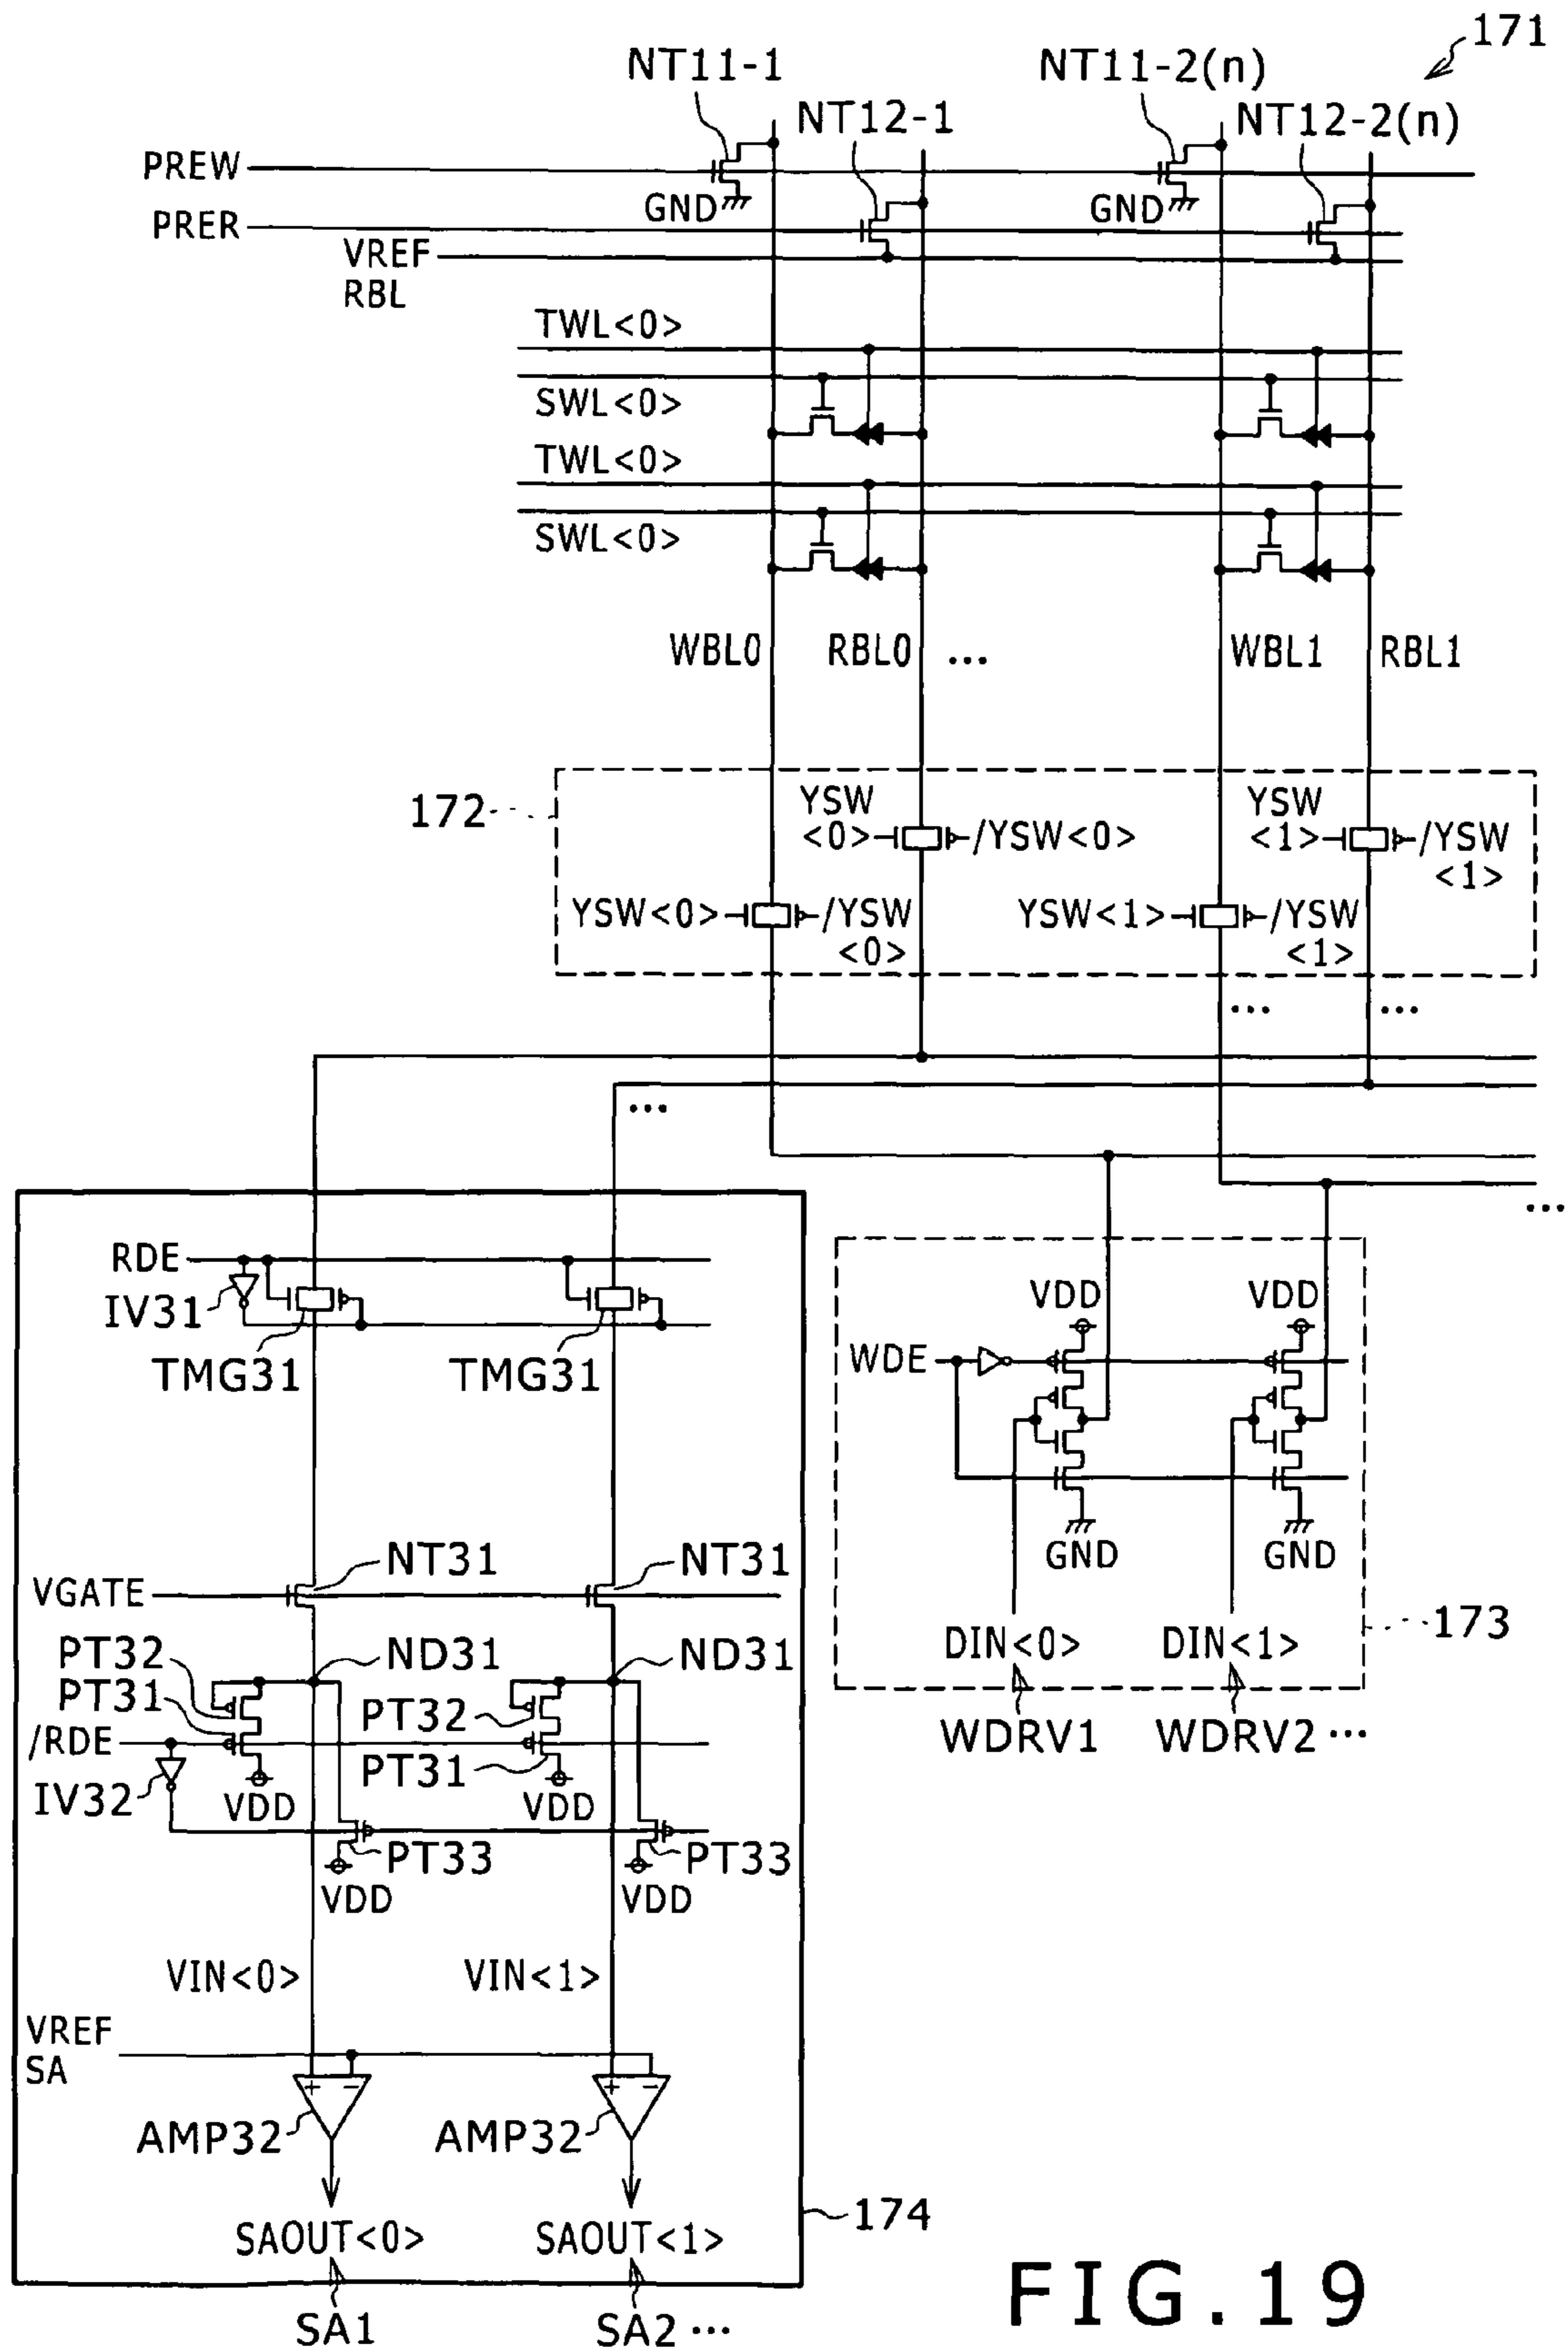 171
NT11-1
NT11-2(n)
NT12-1
NT12-2(n)
PREW
GND
GND
PRER
VREF
RBL
TWL<0>
SWL<0>
TWL<0>
SWL<0>
WBL0
RBL0
...
WBL1
RBL1
172
YSW
<0>
/YSW<0>
YSW
<1>
/YSW
<1>
YSW<0>
/YSW
<0>
YSW<1>
/YSW
<1>
...
...
...
...
RDE
IV31
TMG31
TMG31
VDD
VDD
WDE
GND
GND
DIN<0>
DIN<1>
173
WDRV1
WDRV2 ...
NT31
NT31
VGATE
PT32
ND31
ND31
PT31
PT32
/RDE
PT31
IV32
VDD
VDD
PT33
PT33
VDD
VDD
VIN<0>
VIN<1>
VREF
SA
+ -
+ -
AMP32
AMP32
SAOUT<0>
SAOUT<1>
174
SA1
SA2 ...
FIG.19